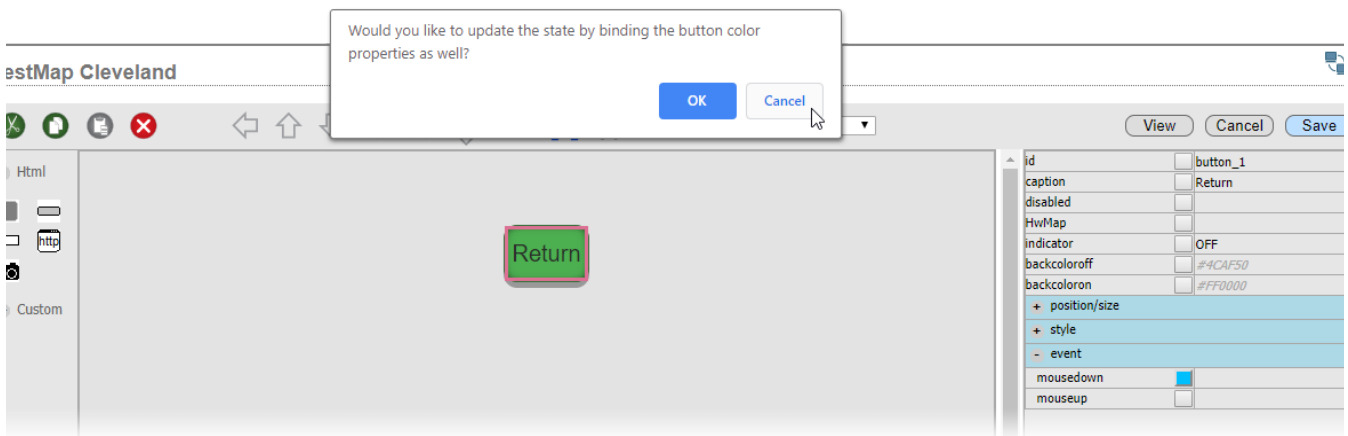 Would you like to update the state by binding the button color
properties as well?
OK
Cancel
estMap Cleveland
View
Cancel
Save
Html
http
Custom
Return
id button_1
caption Return
disabled
HwMap
indicator OFF
backcoloroff #4CAF50
backcoloron #FF0000
+ position/size
+ style
- event
mousedown
mouseup